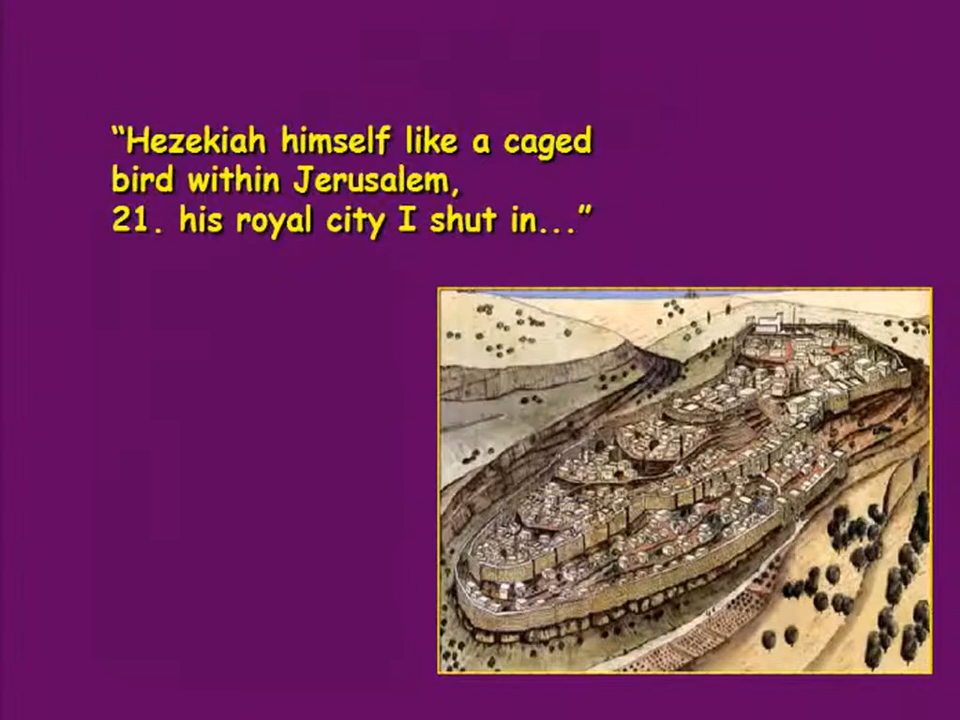 “Hezekiah himself like a caged
bird within Jerusalem,
21. his royal city I shut in...”